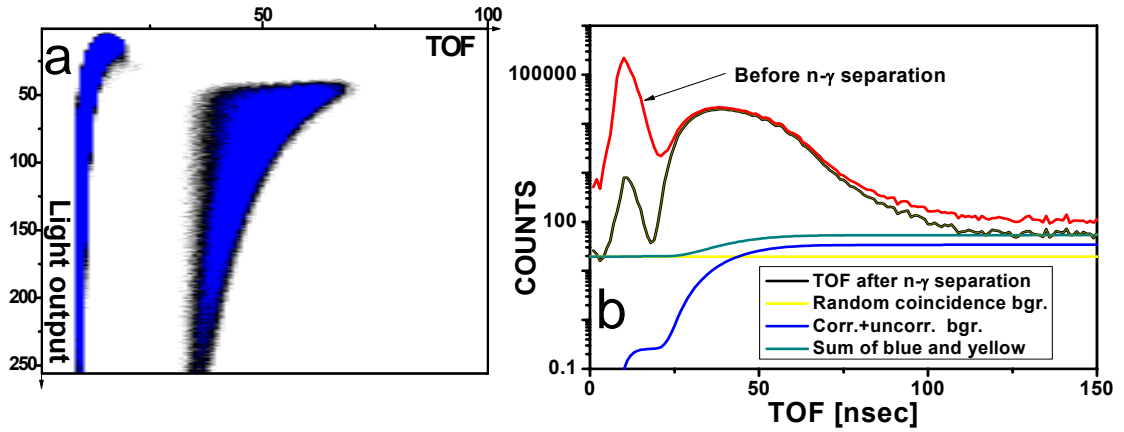 50
100
TOF
a
50
100
150
200
250
Light output
100000
100
0.1
COUNTS
Before n-γ separation
b
TOF after n-γ separation
Random coincidence bgr.
Corr.+uncorr. bgr.
Sum of blue and yellow
0
50
100
150
TOF [nsec]